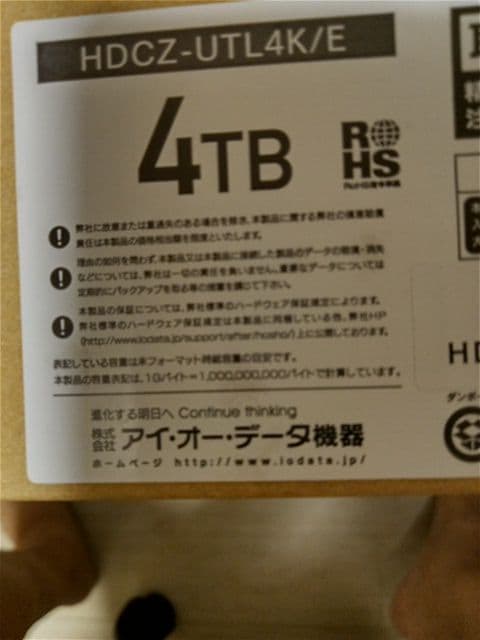 HDCZ-UTL4K/E
4TB
RoHS
弊社に故意または重過失のある場合を除き、本製品に関する弊社の損害賠償
責任は本製品の価格相当額を限度といたします。
理由の如何を問わず、本製品又は本製品に接続した製品のデータの破損・消失
などについては、弊社は一切の責任を負いません。重要なデータについては
定期的にバックアップを取る等の措置を講じて下さい。
本製品の保証については、弊社標準のハードウェア保証規定によります。
弊社標準のハードウェア保証規定は本製品に同梱している他、弊社HP
(http://www.iodata.jp/support/after/hosho/)上に公開しております。
表記している容量は未フォーマット時総容量の目安です。
本製品の容量表記は、1Gバイト=1,000,000,000バイトで計算しています。
進化する明日へ Continue thinking
株式会社 アイ・オー・データ機器
ホームページ http://www.iodata.jp/
精
注
HD
ダンボー